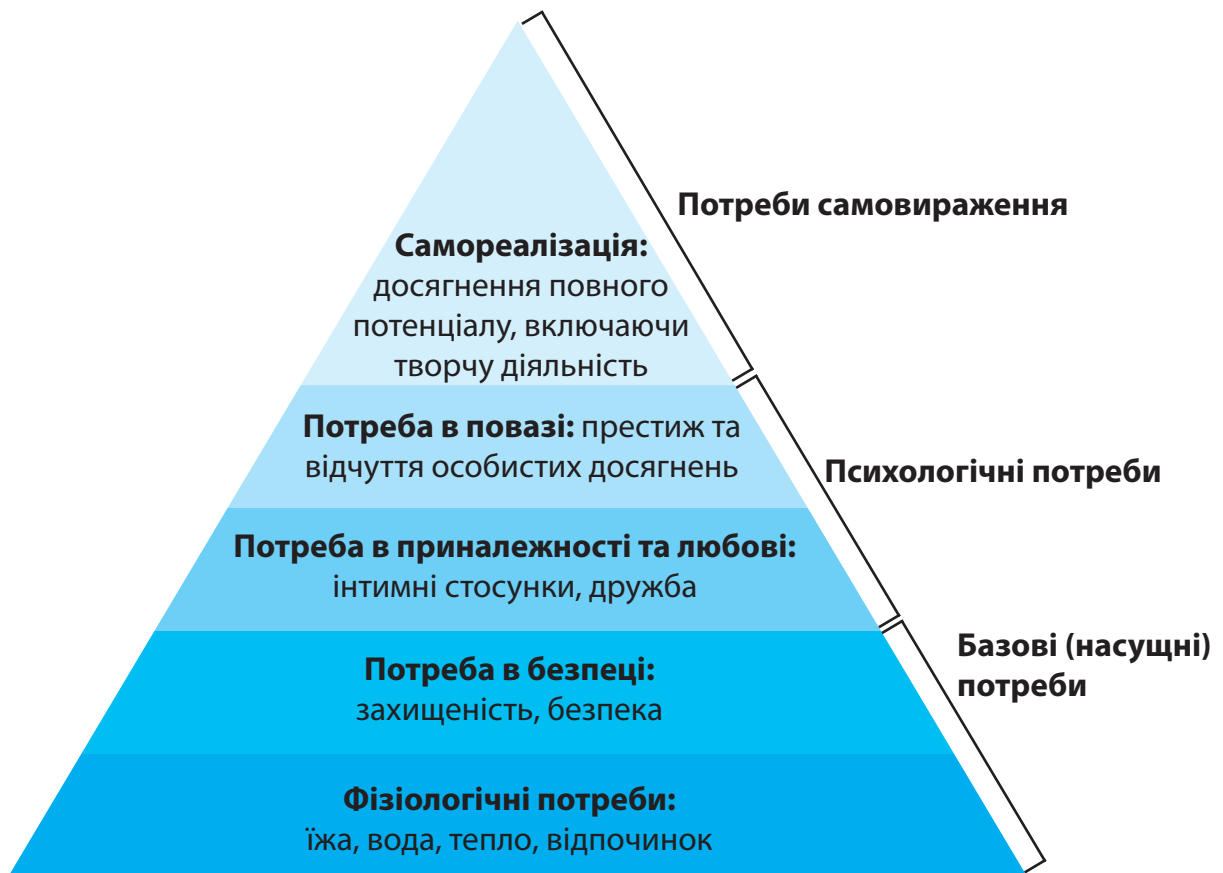 Потреби самовираження
Самореалізація:
досягнення повного
потенціалу, включаючи
творчу діяльність
Потреба в повазі: престиж та
відчуття особистих досягнень
Психологічні потреби
Потреба в приналежності та любові:
інтимні стосунки, дружба
Базові (насущні)
потреби
Потреба в безпеці:
захищеність, безпека
Фізіологічні потреби:
їжа, вода, тепло, відпочинок